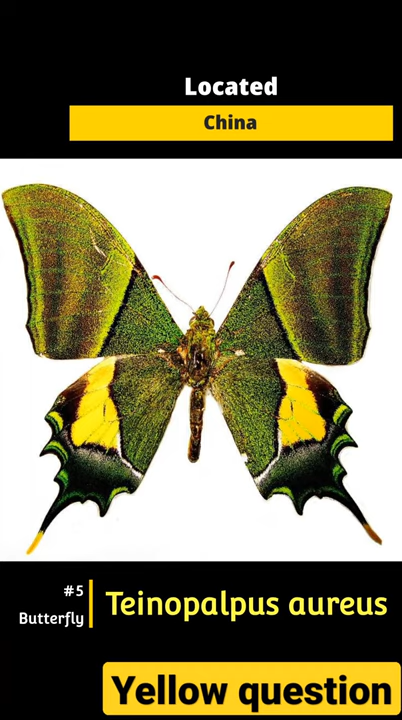 Located
China
#5
Butterfly
Teinopalpus aureus
Yellow question